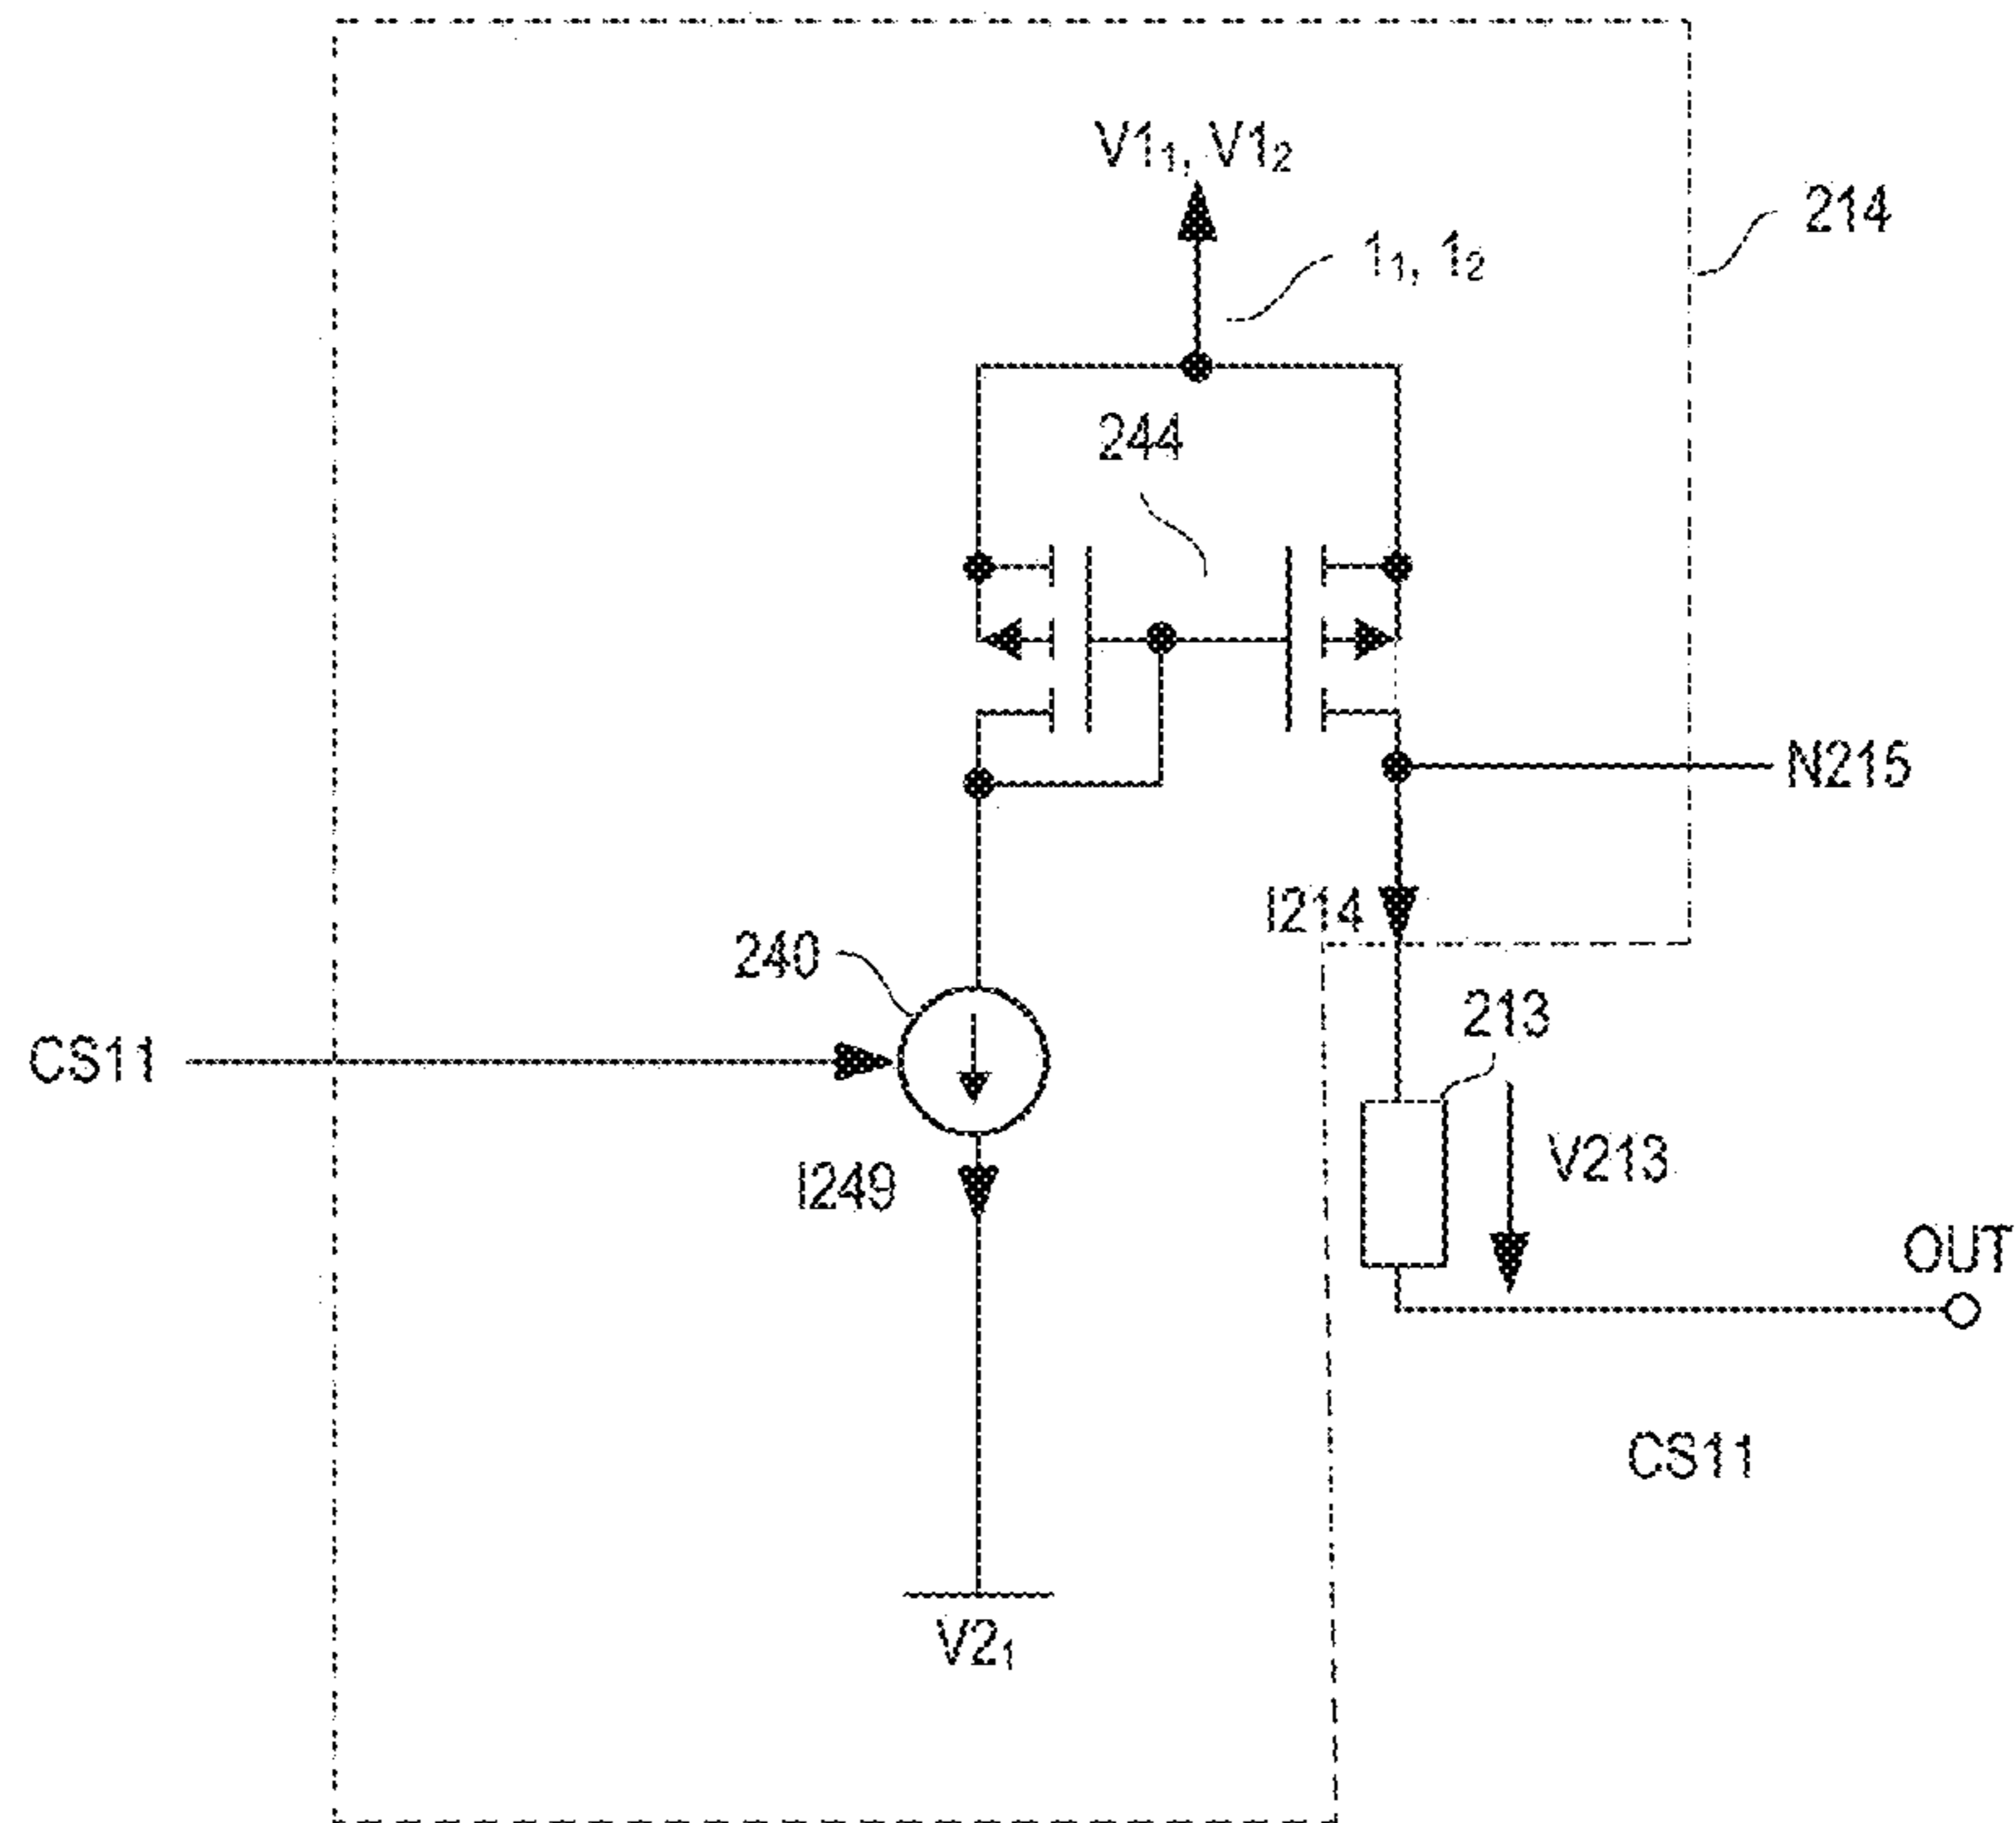 V1₁, V1₂
214
1₁, 1₂
244
N215
I214
240
213
CS11
V213
I249
OUT
CS11
V2₁